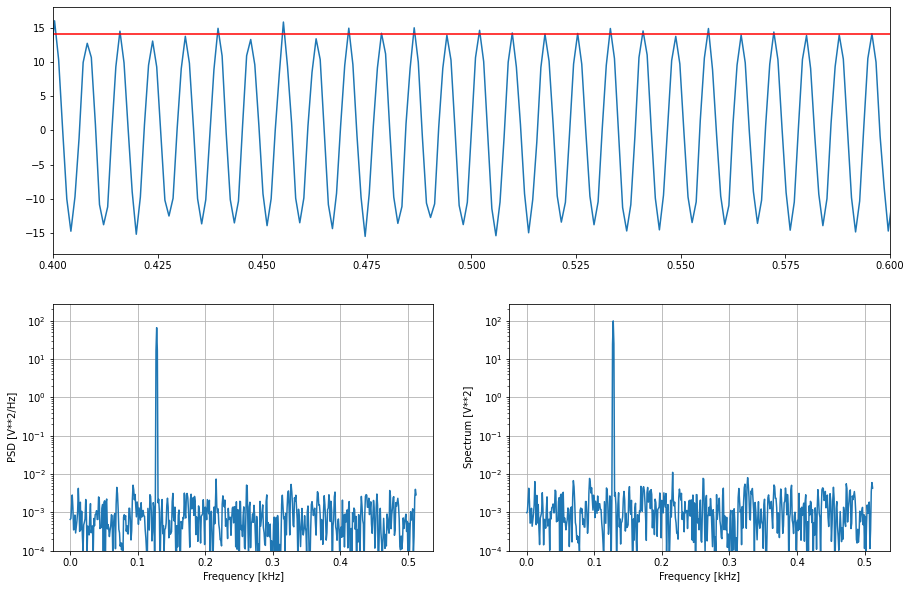 15
10
5
0
−5
−10
−15
0.400 0.425 0.450 0.475 0.500 0.525 0.550 0.575 0.600
PSD [V**2/Hz]
10² 10¹ 10⁰ 10⁻¹ 10⁻² 10⁻³ 10⁻⁴
0.0 0.1 0.2 0.3 0.4 0.5
Frequency [kHz]
Spectrum [V**2]
10² 10¹ 10⁰ 10⁻¹ 10⁻² 10⁻³ 10⁻⁴
0.0 0.1 0.2 0.3 0.4 0.5
Frequency [kHz]